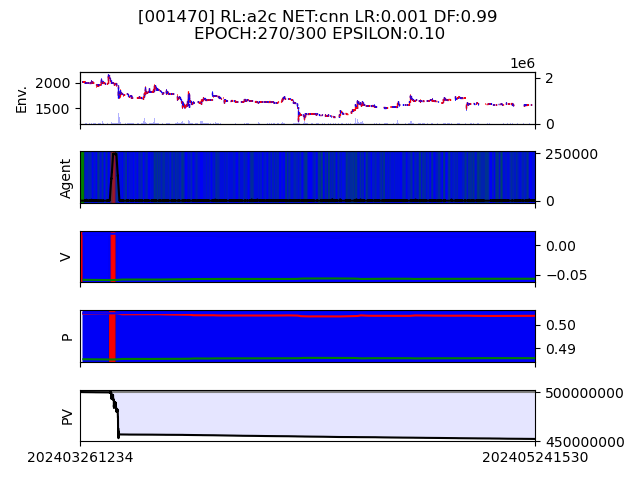 [001470] RL:a2c NET:cnn LR:0.001 DF:0.99
EPOCH:270/300 EPSILON:0.10
1e6
Env.
2000
1500
2
0
Agent
250000
0
V
0.00
−0.05
P
0.50
0.49
PV
500000000
450000000
202403261234
202405241530